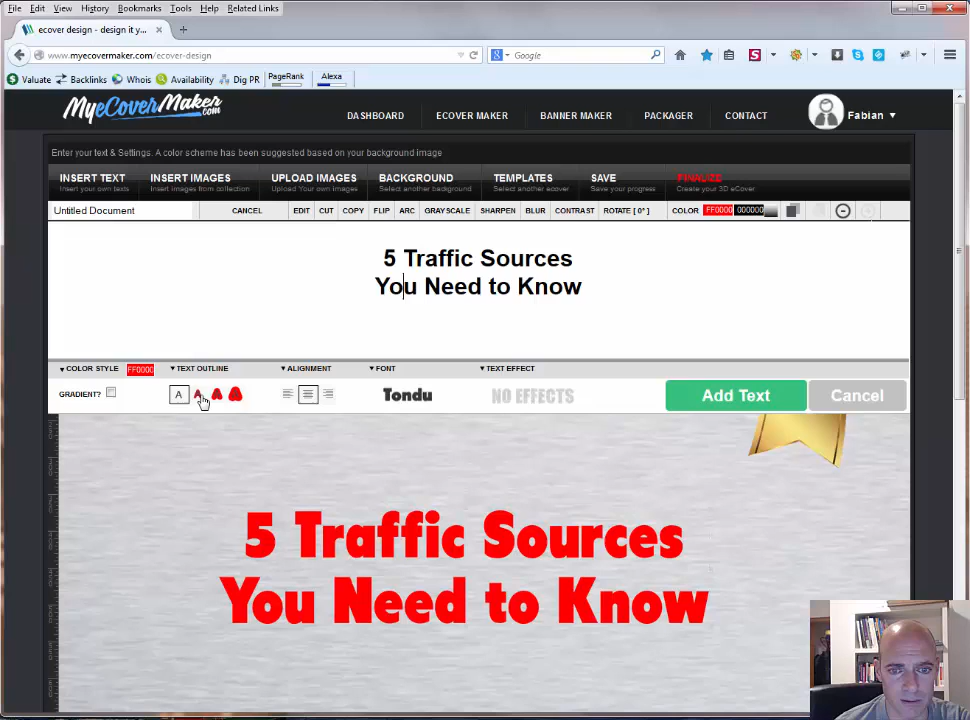 File Edit View History Bookmarks Tools Help Related Links
ecover design - design it y...
www.myecovermaker.com/ecover-design
Google
Valuate Backlinks Whois Availability Dig PR PageRank Alexa
MyeCoverMaker.com
DASHBOARD ECOVER MAKER BANNER MAKER PACKAGER CONTACT Fabian
Enter your text & Settings. A color scheme has been suggested based on your background image
INSERT TEXT INSERT IMAGES UPLOAD IMAGES BACKGROUND TEMPLATES SAVE FINALIZE
Insert your own texts Insert images from collection Upload Your own images Select another background Select another ecover Save your progress Create your 3D eCover
Untitled Document CANCEL EDIT CUT COPY FLIP ARC GRAYSCALE SHARPEN BLUR CONTRAST ROTATE [ 0° ] COLOR FF0000 000000
5 Traffic Sources
You Need to Know
COLOR STYLE FF0000 TEXT OUTLINE ALIGNMENT FONT TEXT EFFECT
GRADIENT? A A A A Tondu NO EFFECTS Add Text Cancel
5 Traffic Sources
You Need to Know